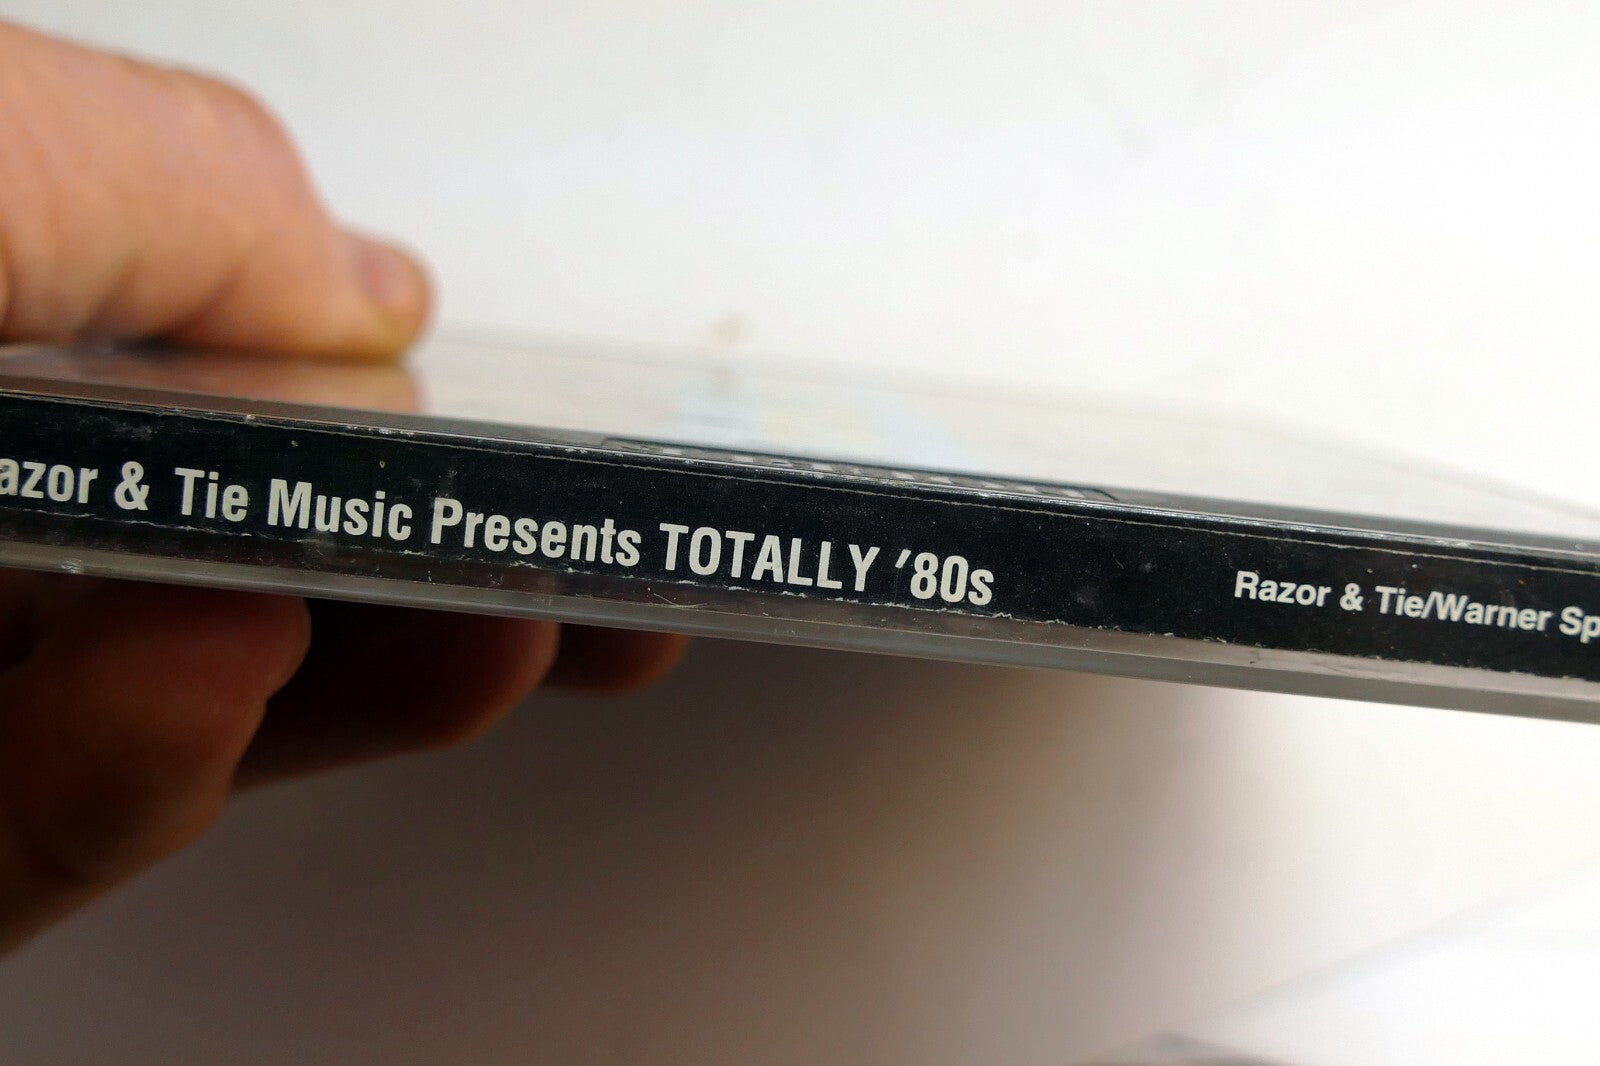 azor & Tie Music Presents TOTALLY '80s
Razor & Tie/Warner Sp